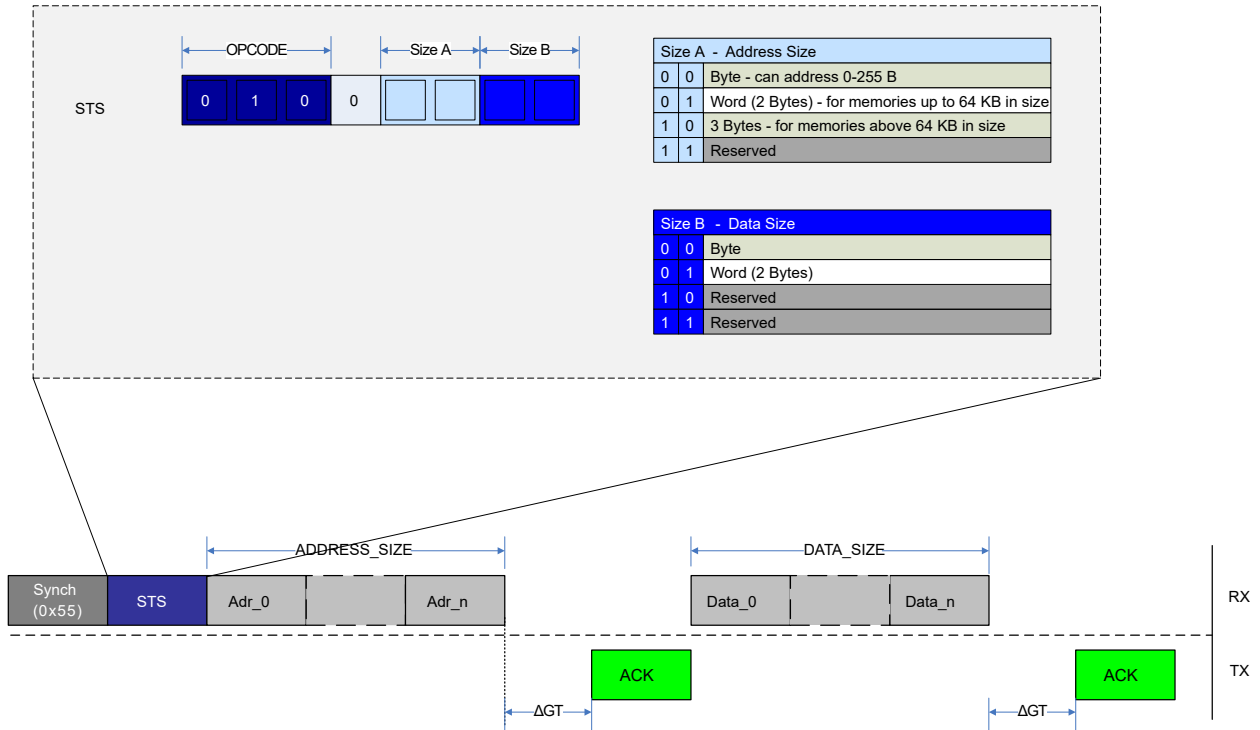 OPCODE
Size A
Size B
STS
0 1 0 0
Size A - Address Size
0 0 Byte - can address 0-255 B
0 1 Word (2 Bytes) - for memories up to 64 KB in size
1 0 3 Bytes - for memories above 64 KB in size
1 1 Reserved
Size B - Data Size
0 0 Byte
0 1 Word (2 Bytes)
1 0 Reserved
1 1 Reserved
ADDRESS_SIZE
DATA_SIZE
Synch
(0x55)
STS
Adr_0
Adr_n
Data_0
Data_n
RX
ACK
ACK
TX
ΔGT
ΔGT